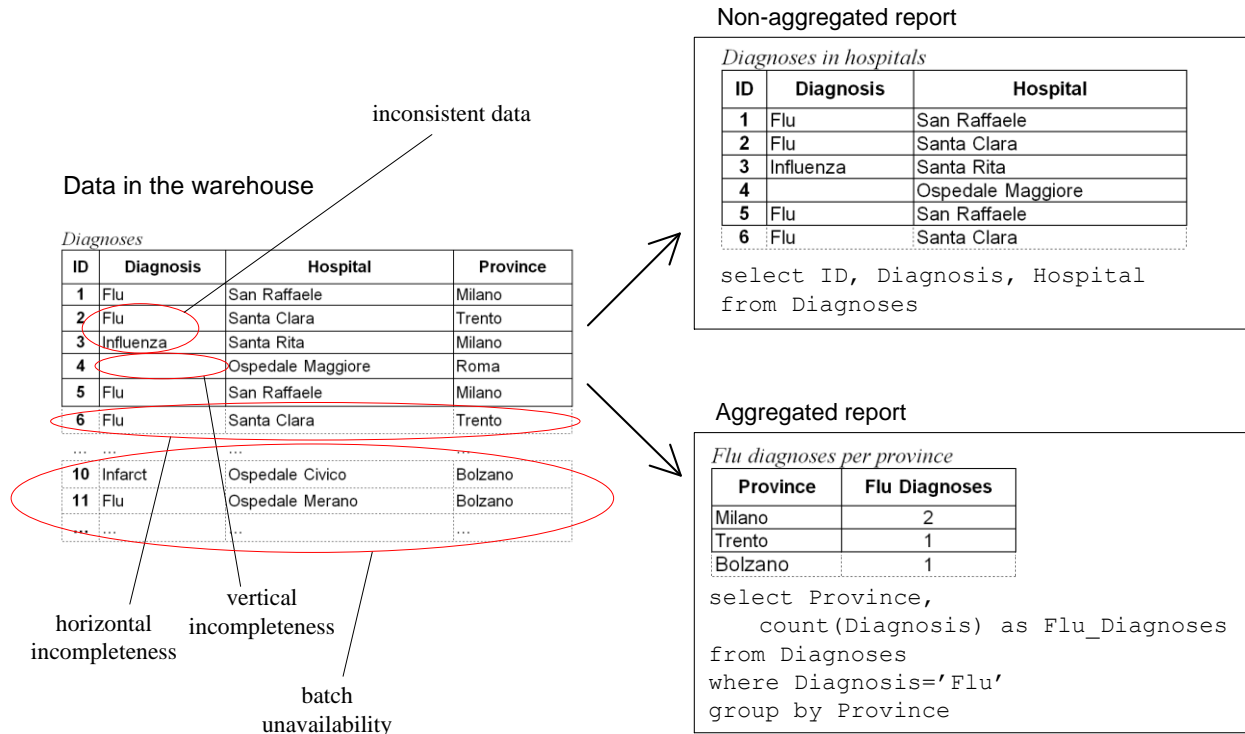 Non-aggregated report
Diagnoses in hospitals
ID Diagnosis Hospital
1 Flu San Raffaele
2 Flu Santa Clara
3 Influenza Santa Rita
4 Ospedale Maggiore
5 Flu San Raffaele
6 Flu Santa Clara
select ID, Diagnosis, Hospital
from Diagnoses
inconsistent data
Data in the warehouse
Diagnoses
ID Diagnosis Hospital Province
1 Flu San Raffaele Milano
2 Flu Santa Clara Trento
3 Influenza Santa Rita Milano
4 Ospedale Maggiore Roma
5 Flu San Raffaele Milano
6 Flu Santa Clara Trento
... ... ... ...
10 Infarct Ospedale Civico Bolzano
11 Flu Ospedale Merano Bolzano
... ... ... ...
horizontal
incompleteness
vertical
incompleteness
batch
unavailability
Aggregated report
Flu diagnoses per province
Province Flu Diagnoses
Milano 2
Trento 1
Bolzano 1
select Province,
count(Diagnosis) as Flu_Diagnoses
from Diagnoses
where Diagnosis=’Flu’
group by Province